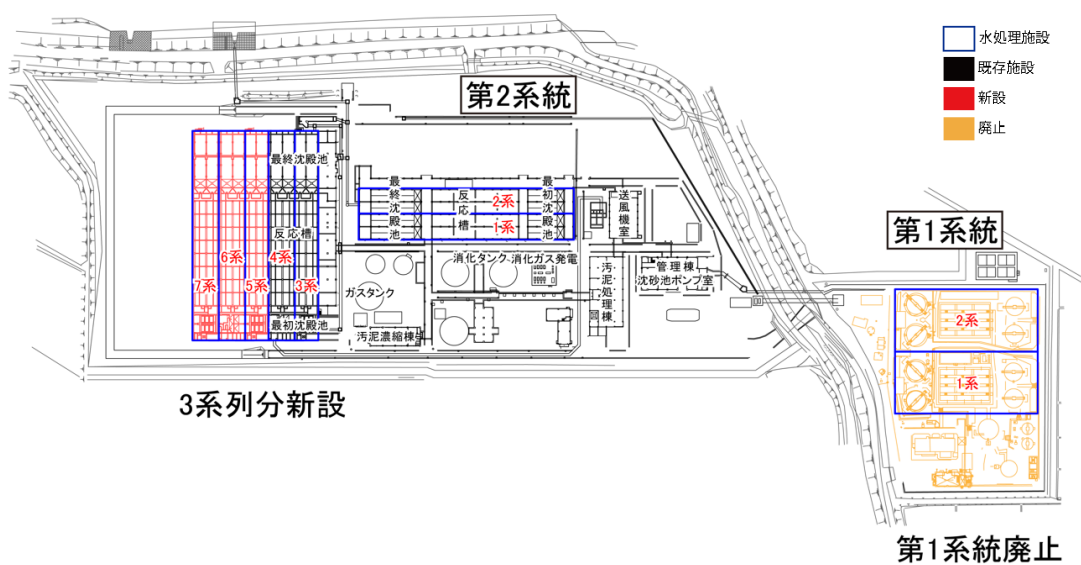 水処理施設
既存施設
新設
廃止
第2系統
第1系統
最終沈殿池
反応槽
最初沈殿池
7系
6系
5系
4系
3系
最終沈殿池
反応槽
最初沈殿池
2系
1系
送風機室
消化タンク
消化ガス発電
ガスタンク
汚泥濃縮棟
汚泥処理棟
管理棟
沈砂池ポンプ室
2系
1系
3系列分新設
第1系統廃止